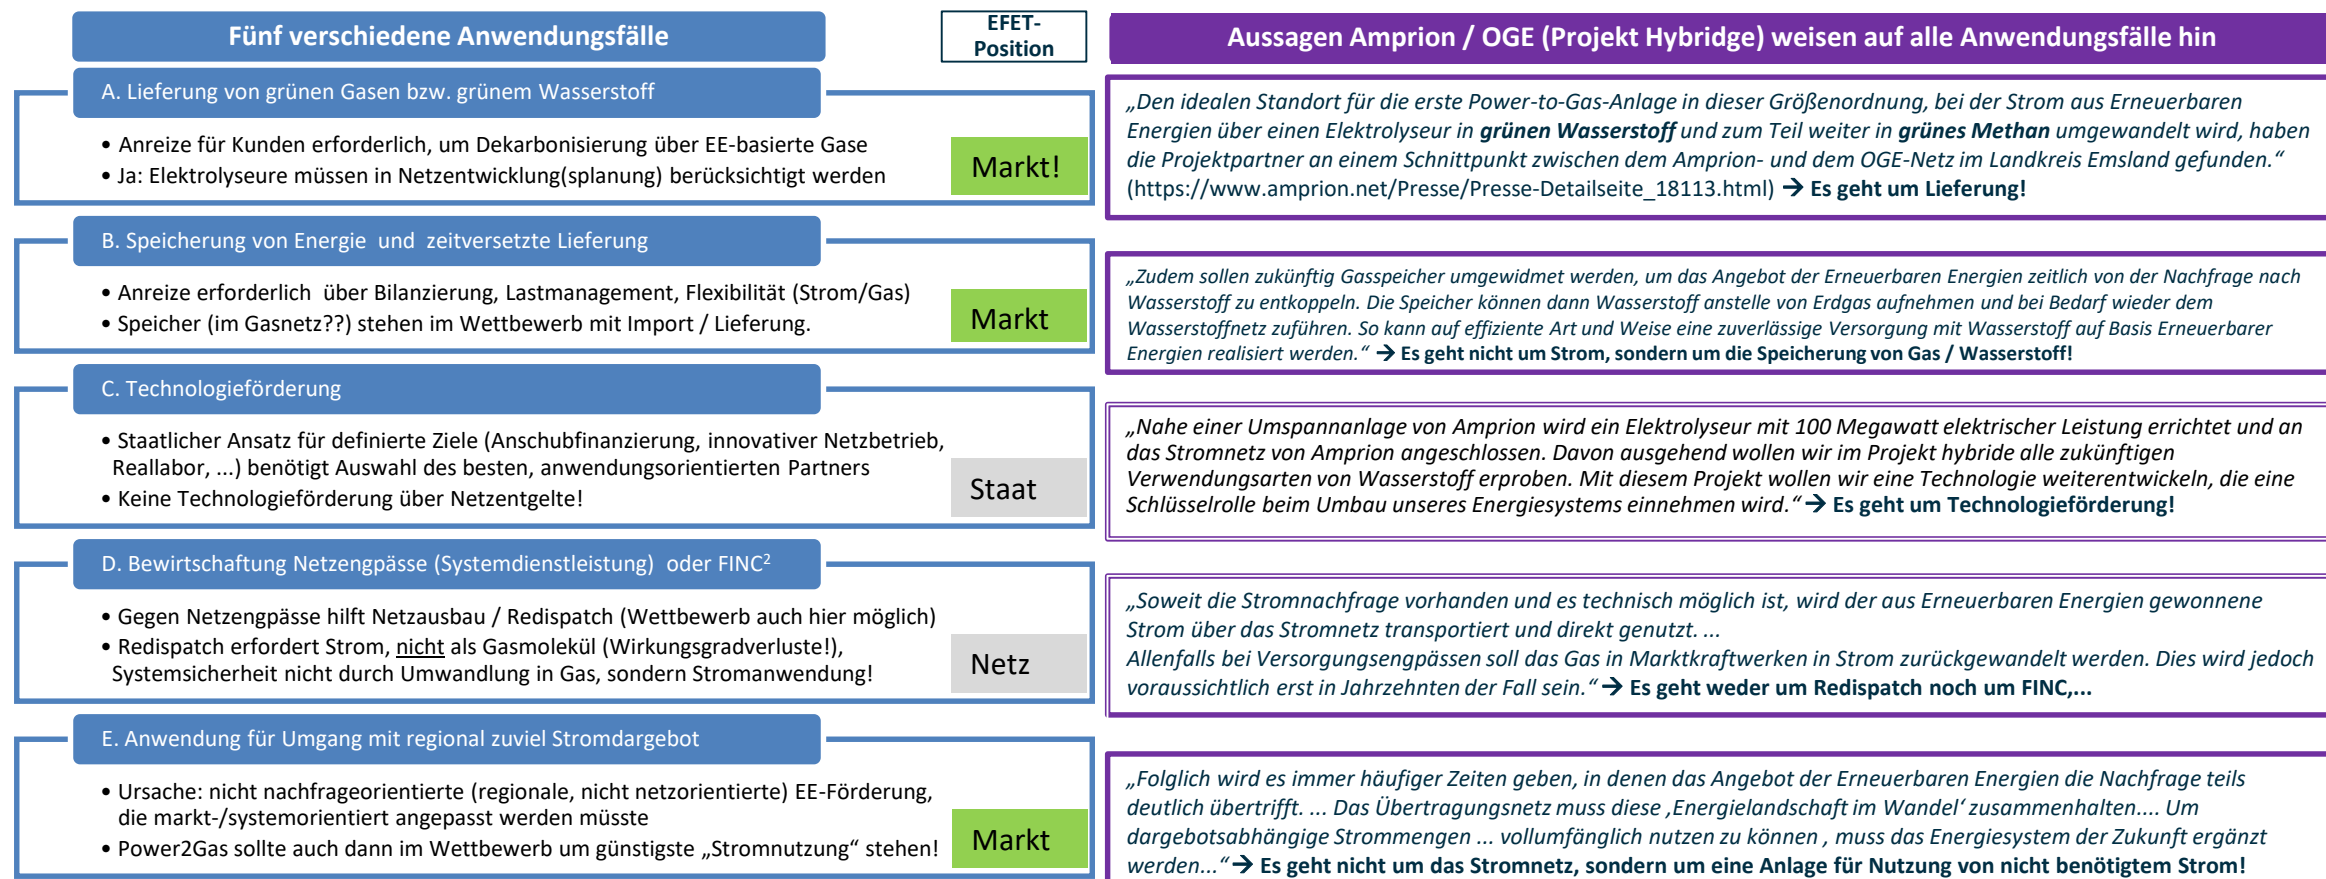 Fünf verschiedene Anwendungsfälle
EFET-
Position
Aussagen Amprion / OGE (Projekt Hybridge) weisen auf alle Anwendungsfälle hin
A. Lieferung von grünen Gasen bzw. grünem Wasserstoff
• Anreize für Kunden erforderlich, um Dekarbonisierung über EE-basierte Gase
• Ja: Elektrolyseure müssen in Netzentwicklung(splanung) berücksichtigt werden
Markt!
„Den idealen Standort für die erste Power-to-Gas-Anlage in dieser Größenordnung, bei der Strom aus Erneuerbaren
Energien über einen Elektrolyseur in grünen Wasserstoff und zum Teil weiter in grünes Methan umgewandelt wird, haben
die Projektpartner an einem Schnittpunkt zwischen dem Amprion- und dem OGE-Netz im Landkreis Emsland gefunden.“
(https://www.amprion.net/Presse/Presse-Detailseite_18113.html) → Es geht um Lieferung!
B. Speicherung von Energie und zeitversetzte Lieferung
• Anreize erforderlich über Bilanzierung, Lastmanagement, Flexibilität (Strom/Gas)
• Speicher (im Gasnetz??) stehen im Wettbewerb mit Import / Lieferung.
Markt
„Zudem sollen zukünftig Gasspeicher umgewidmet werden, um das Angebot der Erneuerbaren Energien zeitlich von der Nachfrage nach
Wasserstoff zu entkoppeln. Die Speicher können dann Wasserstoff anstelle von Erdgas aufnehmen und bei Bedarf wieder dem
Wasserstoffnetz zuführen. So kann auf effiziente Art und Weise eine zuverlässige Versorgung mit Wasserstoff auf Basis Erneuerbarer
Energien realisiert werden.“ → Es geht nicht um Strom, sondern um die Speicherung von Gas / Wasserstoff!
C. Technologieförderung
• Staatlicher Ansatz für definierte Ziele (Anschubfinanzierung, innovativer Netzbetrieb,
Reallabor, ...) benötigt Auswahl des besten, anwendungsorientierten Partners
• Keine Technologieförderung über Netzentgelte!
Staat
„Nahe einer Umspannanlage von Amprion wird ein Elektrolyseur mit 100 Megawatt elektrischer Leistung errichtet und an
das Stromnetz von Amprion angeschlossen. Davon ausgehend wollen wir im Projekt hybride alle zukünftigen
Verwendungsarten von Wasserstoff erproben. Mit diesem Projekt wollen wir eine Technologie weiterentwickeln, die eine
Schlüsselrolle beim Umbau unseres Energiesystems einnehmen wird.“ → Es geht um Technologieförderung!
D. Bewirtschaftung Netzengpässe (Systemdienstleistung) oder FINC²
• Gegen Netzengpässe hilft Netzausbau / Redispatch (Wettbewerb auch hier möglich)
• Redispatch erfordert Strom, nicht als Gasmolekül (Wirkungsgradverluste!),
Systemsicherheit nicht durch Umwandlung in Gas, sondern Stromanwendung!
Netz
„Soweit die Stromnachfrage vorhanden und es technisch möglich ist, wird der aus Erneuerbaren Energien gewonnene
Strom über das Stromnetz transportiert und direkt genutzt. ...
Allenfalls bei Versorgungsengpässen soll das Gas in Marktkraftwerken in Strom zurückgewandelt werden. Dies wird jedoch
voraussichtlich erst in Jahrzehnten der Fall sein.“ → Es geht weder um Redispatch noch um FINC,...
E. Anwendung für Umgang mit regional zuviel Stromdargebot
• Ursache: nicht nachfrageorientierte (regionale, nicht netzorientierte) EE-Förderung,
die markt-/systemorientiert angepasst werden müsste
• Power2Gas sollte auch dann im Wettbewerb um günstigste „Stromnutzung“ stehen!
Markt
„Folglich wird es immer häufiger Zeiten geben, in denen das Angebot der Erneuerbaren Energien die Nachfrage teils
deutlich übertrifft. ... Das Übertragungsnetz muss diese ‚Energielandschaft im Wandel‘ zusammenhalten.... Um
dargebotsabhängige Strommengen ... vollumfänglich nutzen zu können , muss das Energiesystem der Zukunft ergänzt
werden...“ → Es geht nicht um das Stromnetz, sondern um eine Anlage für Nutzung von nicht benötigtem Strom!